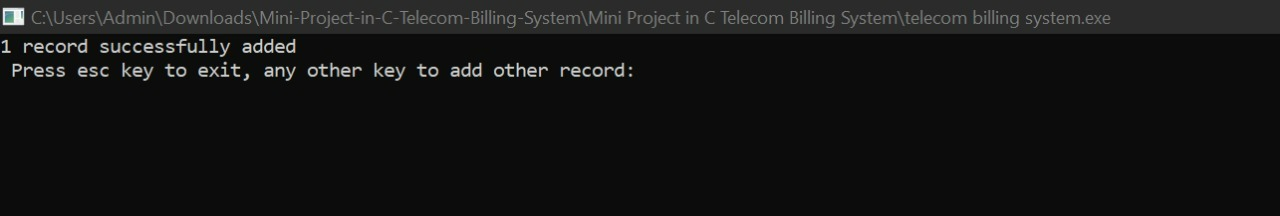 C:\Users\Admin\Downloads\Mini-Project-in-C-Telecom-Billing-System\Mini Project in C Telecom Billing System\telecom billing system.exe
1 record successfully added
Press esc key to exit, any other key to add other record: